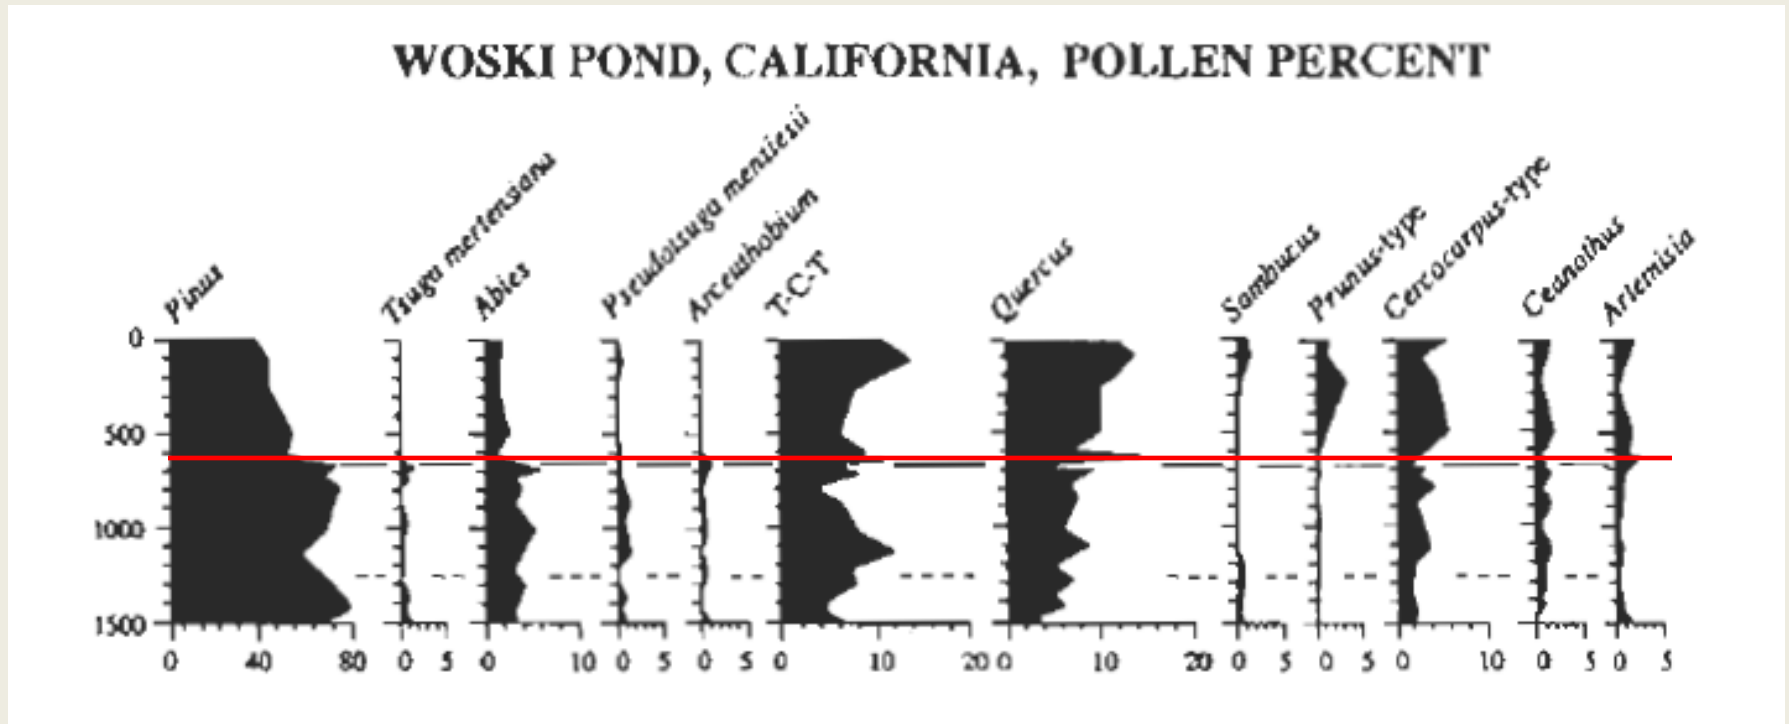 WOSKI POND, CALIFORNIA, POLLEN PERCENT
Pinus
Tsuga mertensiana
Abies
Pseudotsuga menziesii
Arceuthobium
T-C-T
Quercus
Sambucus
Prunus-type
Cercocarpus-type
Ceanothus
Artemisia
0
500
1000
1500
0 40 80 0 5 0 10 0 5 0 5 0 10 20 0 10 20 0 5 0 5 0 10 0 5 0 5